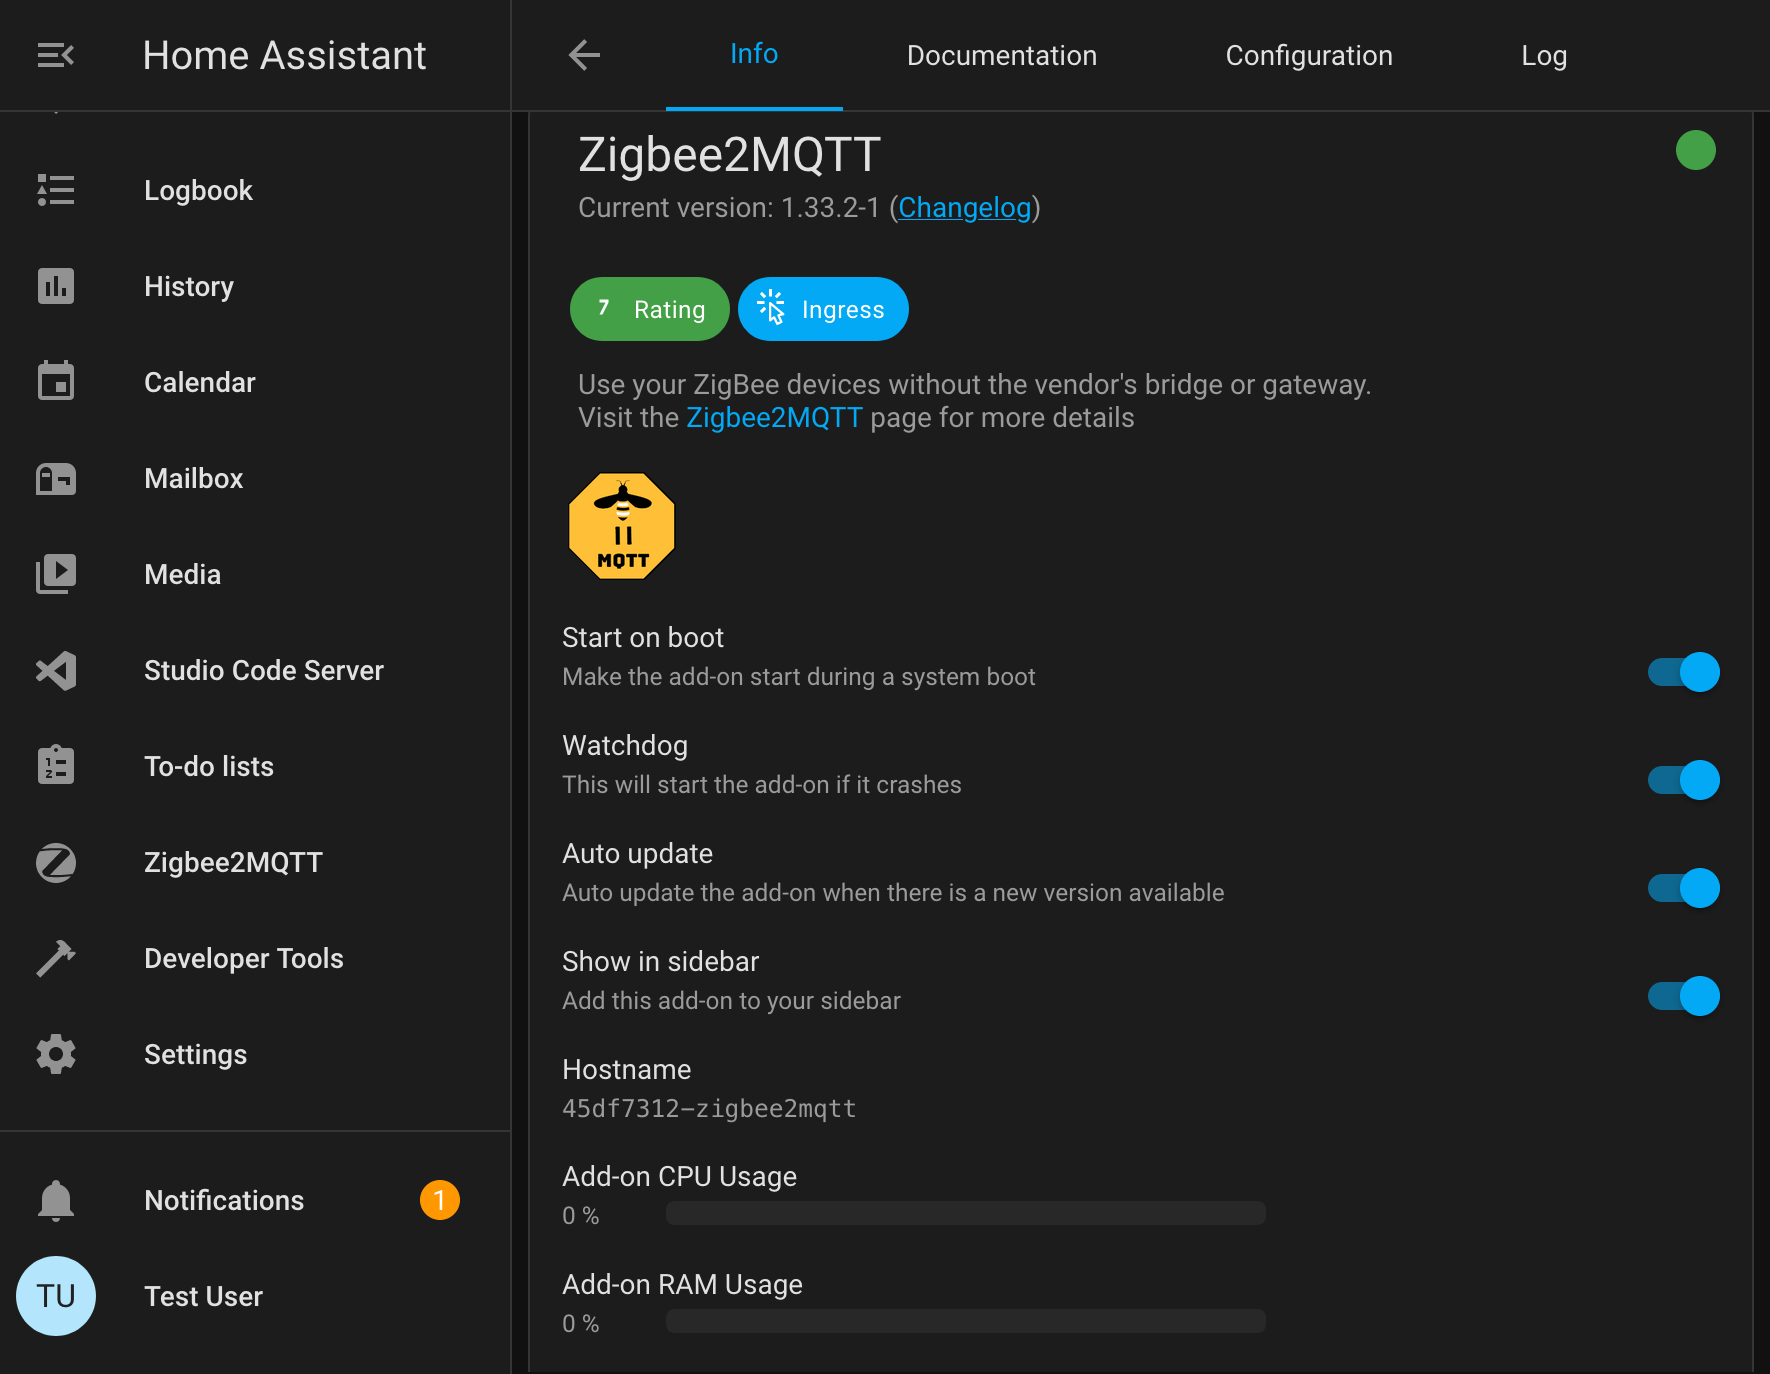 Home Assistant
Info
Documentation
Configuration
Log
Logbook
History
Calendar
Mailbox
Media
Studio Code Server
To-do lists
Zigbee2MQTT
Developer Tools
Settings
Notifications
1
TU
Test User
Zigbee2MQTT
Current version: 1.33.2-1 (Changelog)
7 Rating
Ingress
Use your ZigBee devices without the vendor's bridge or gateway.
Visit the Zigbee2MQTT page for more details
MQTT
Start on boot
Make the add-on start during a system boot
Watchdog
This will start the add-on if it crashes
Auto update
Auto update the add-on when there is a new version available
Show in sidebar
Add this add-on to your sidebar
Hostname
45df7312-zigbee2mqtt
Add-on CPU Usage
0 %
Add-on RAM Usage
0 %